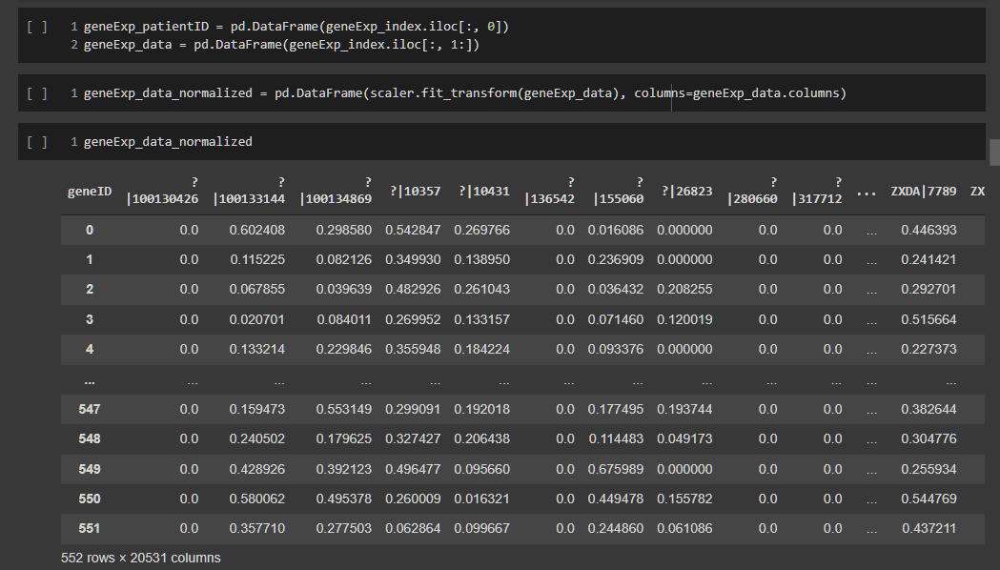 [ ] 1 geneExp_patientID = pd.DataFrame(geneExp_index.iloc[:, 0])
2 geneExp_data = pd.DataFrame(geneExp_index.iloc[:, 1:])
[ ] 1 geneExp_data_normalized = pd.DataFrame(scaler.fit_transform(geneExp_data), columns=geneExp_data.columns)
[ ] 1 geneExp_data_normalized
geneID ?|100130426 ?|100133144 ?|100134869 ?|10357 ?|10431 ?|136542 ?|155060 ?|26823 ?|280660 ?|317712 ... ZXDA|7789 ZX
0 0.0 0.602408 0.298580 0.542847 0.269766 0.0 0.016086 0.000000 0.0 0.0 ... 0.446393
1 0.0 0.115225 0.082126 0.349930 0.138950 0.0 0.236909 0.000000 0.0 0.0 ... 0.241421
2 0.0 0.067855 0.039639 0.482926 0.261043 0.0 0.036432 0.208255 0.0 0.0 ... 0.292701
3 0.0 0.020701 0.084011 0.269952 0.133157 0.0 0.071460 0.120019 0.0 0.0 ... 0.515664
4 0.0 0.133214 0.229846 0.355948 0.184224 0.0 0.093376 0.000000 0.0 0.0 ... 0.227373
... ... ... ... ... ... ... ... ... ... ... ... ...
547 0.0 0.159473 0.553149 0.299091 0.192018 0.0 0.177495 0.193744 0.0 0.0 ... 0.382644
548 0.0 0.240502 0.179625 0.327427 0.206438 0.0 0.114483 0.049173 0.0 0.0 ... 0.304776
549 0.0 0.428926 0.392123 0.496477 0.095660 0.0 0.675989 0.000000 0.0 0.0 ... 0.255934
550 0.0 0.580062 0.495378 0.260009 0.016321 0.0 0.449478 0.155782 0.0 0.0 ... 0.544769
551 0.0 0.357710 0.277503 0.062864 0.099667 0.0 0.244860 0.061086 0.0 0.0 ... 0.437211
552 rows × 20531 columns